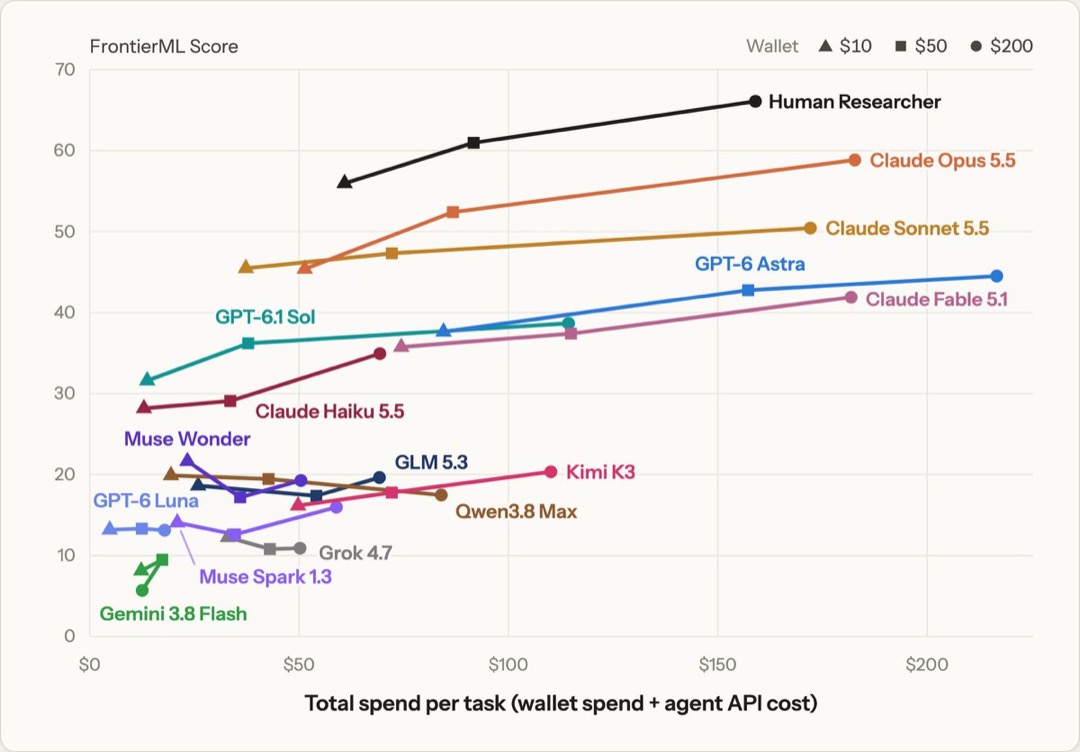 FrontierML Score
Wallet ▲ $10 ■ $50 ● $200
70
60
50
40
30
20
10
0
Human Researcher
Claude Opus 5.5
Claude Sonnet 5.5
GPT-6 Astra
Claude Fable 5.1
GPT-6.1 Sol
Claude Haiku 5.5
Muse Wonder
GLM 5.3
Kimi K3
GPT-6 Luna
Qwen3.8 Max
Grok 4.7
Muse Spark 1.3
Gemini 3.8 Flash
$0 $50 $100 $150 $200
Total spend per task (wallet spend + agent API cost)